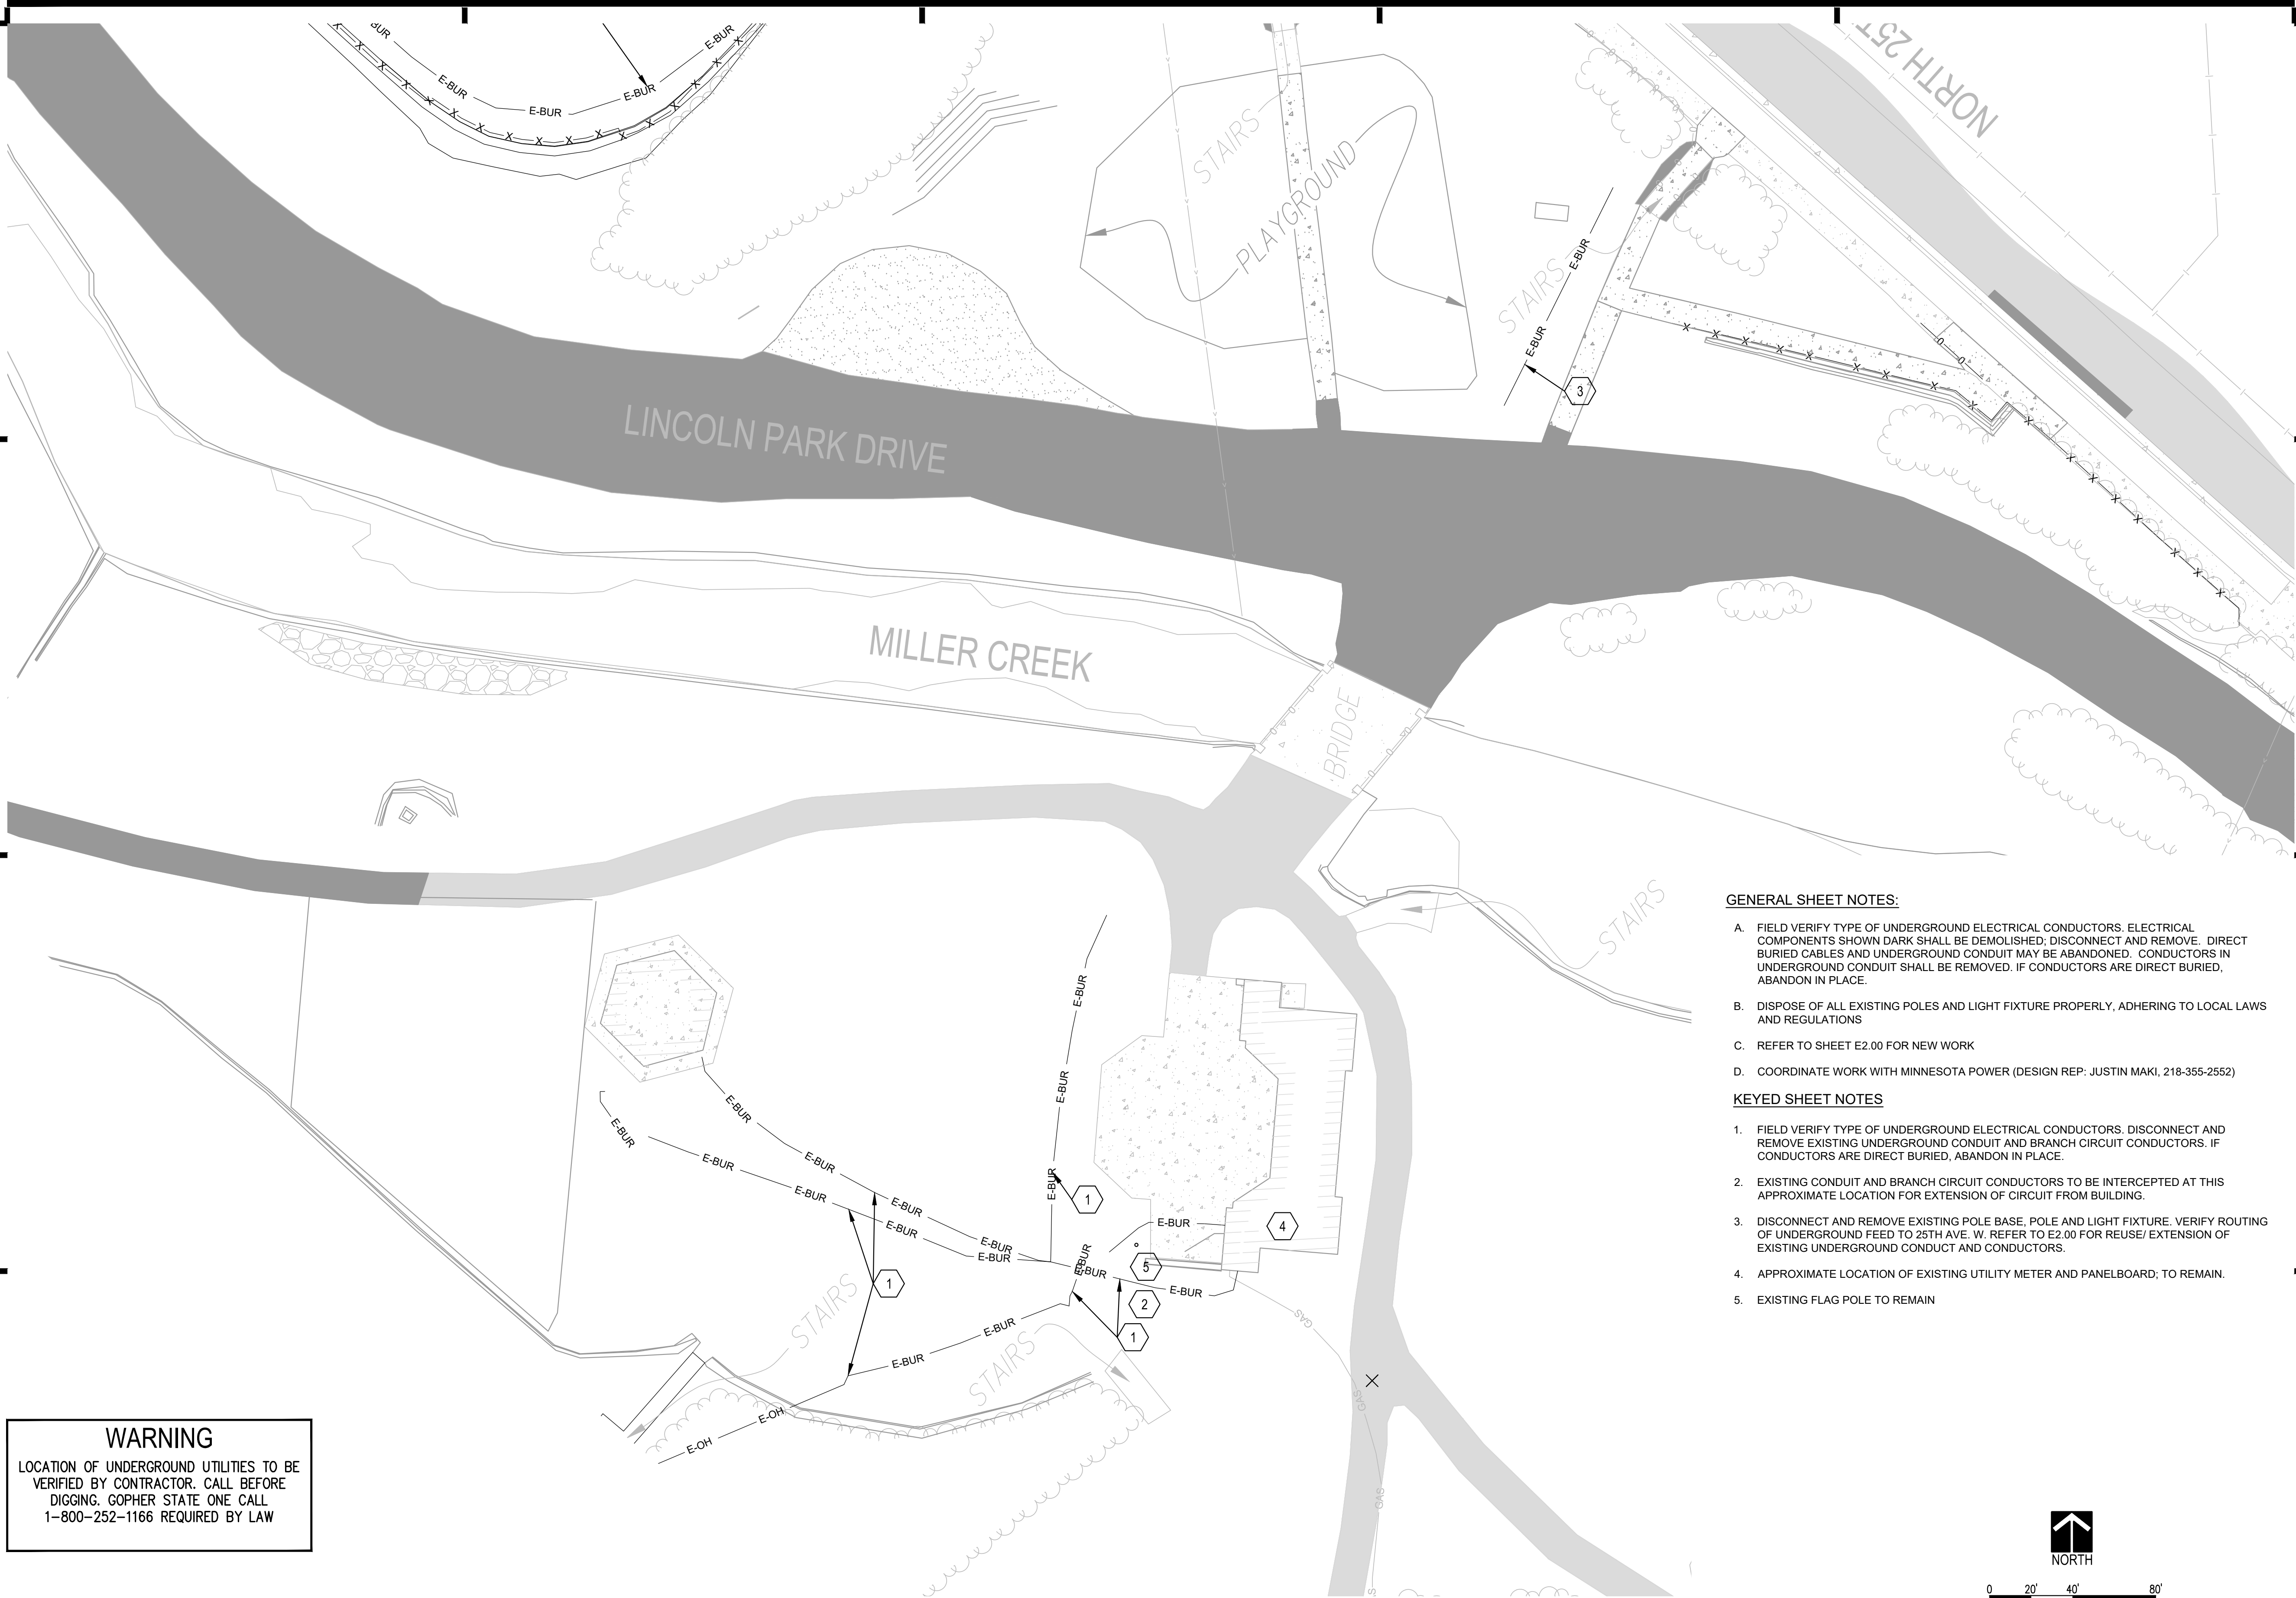 BUR
E-BUR
E-BUR
E-BUR
E-BUR
NORTH 25T
STAIRS
PLAYGROUND
E-BUR
STAIRS
E-BUR
3
LINCOLN PARK DRIVE
MILLER CREEK
BRIDGE
STAIRS
E-BUR
E-BUR
E-BUR
E-BUR
E-BUR
E-BUR
E-BUR
E-BUR
E-BUR
E-BUR
1
E-BUR
E-BUR
E-BUR
E-BUR
4
E-BUR
5
E-BUR
E-BUR
1
2
1
STAIRS
E-BUR
E-BUR
STAIRS
E-OH
E-OH
GAS
GAS
GAS
S
GENERAL SHEET NOTES:
A. FIELD VERIFY TYPE OF UNDERGROUND ELECTRICAL CONDUCTORS. ELECTRICAL
COMPONENTS SHOWN DARK SHALL BE DEMOLISHED; DISCONNECT AND REMOVE. DIRECT
BURIED CABLES AND UNDERGROUND CONDUIT MAY BE ABANDONED. CONDUCTORS IN
UNDERGROUND CONDUIT SHALL BE REMOVED. IF CONDUCTORS ARE DIRECT BURIED,
ABANDON IN PLACE.
B. DISPOSE OF ALL EXISTING POLES AND LIGHT FIXTURE PROPERLY, ADHERING TO LOCAL LAWS
AND REGULATIONS
C. REFER TO SHEET E2.00 FOR NEW WORK
D. COORDINATE WORK WITH MINNESOTA POWER (DESIGN REP: JUSTIN MAKI, 218-355-2552)
KEYED SHEET NOTES
1. FIELD VERIFY TYPE OF UNDERGROUND ELECTRICAL CONDUCTORS. DISCONNECT AND
REMOVE EXISTING UNDERGROUND CONDUIT AND BRANCH CIRCUIT CONDUCTORS. IF
CONDUCTORS ARE DIRECT BURIED, ABANDON IN PLACE.
2. EXISTING CONDUIT AND BRANCH CIRCUIT CONDUCTORS TO BE INTERCEPTED AT THIS
APPROXIMATE LOCATION FOR EXTENSION OF CIRCUIT FROM BUILDING.
3. DISCONNECT AND REMOVE EXISTING POLE BASE, POLE AND LIGHT FIXTURE. VERIFY ROUTING
OF UNDERGROUND FEED TO 25TH AVE. W. REFER TO E2.00 FOR REUSE/ EXTENSION OF
EXISTING UNDERGROUND CONDUCT AND CONDUCTORS.
4. APPROXIMATE LOCATION OF EXISTING UTILITY METER AND PANELBOARD; TO REMAIN.
5. EXISTING FLAG POLE TO REMAIN
WARNING
LOCATION OF UNDERGROUND UTILITIES TO BE
VERIFIED BY CONTRACTOR. CALL BEFORE
DIGGING. GOPHER STATE ONE CALL
1-800-252-1166 REQUIRED BY LAW
NORTH
0 20' 40' 80'